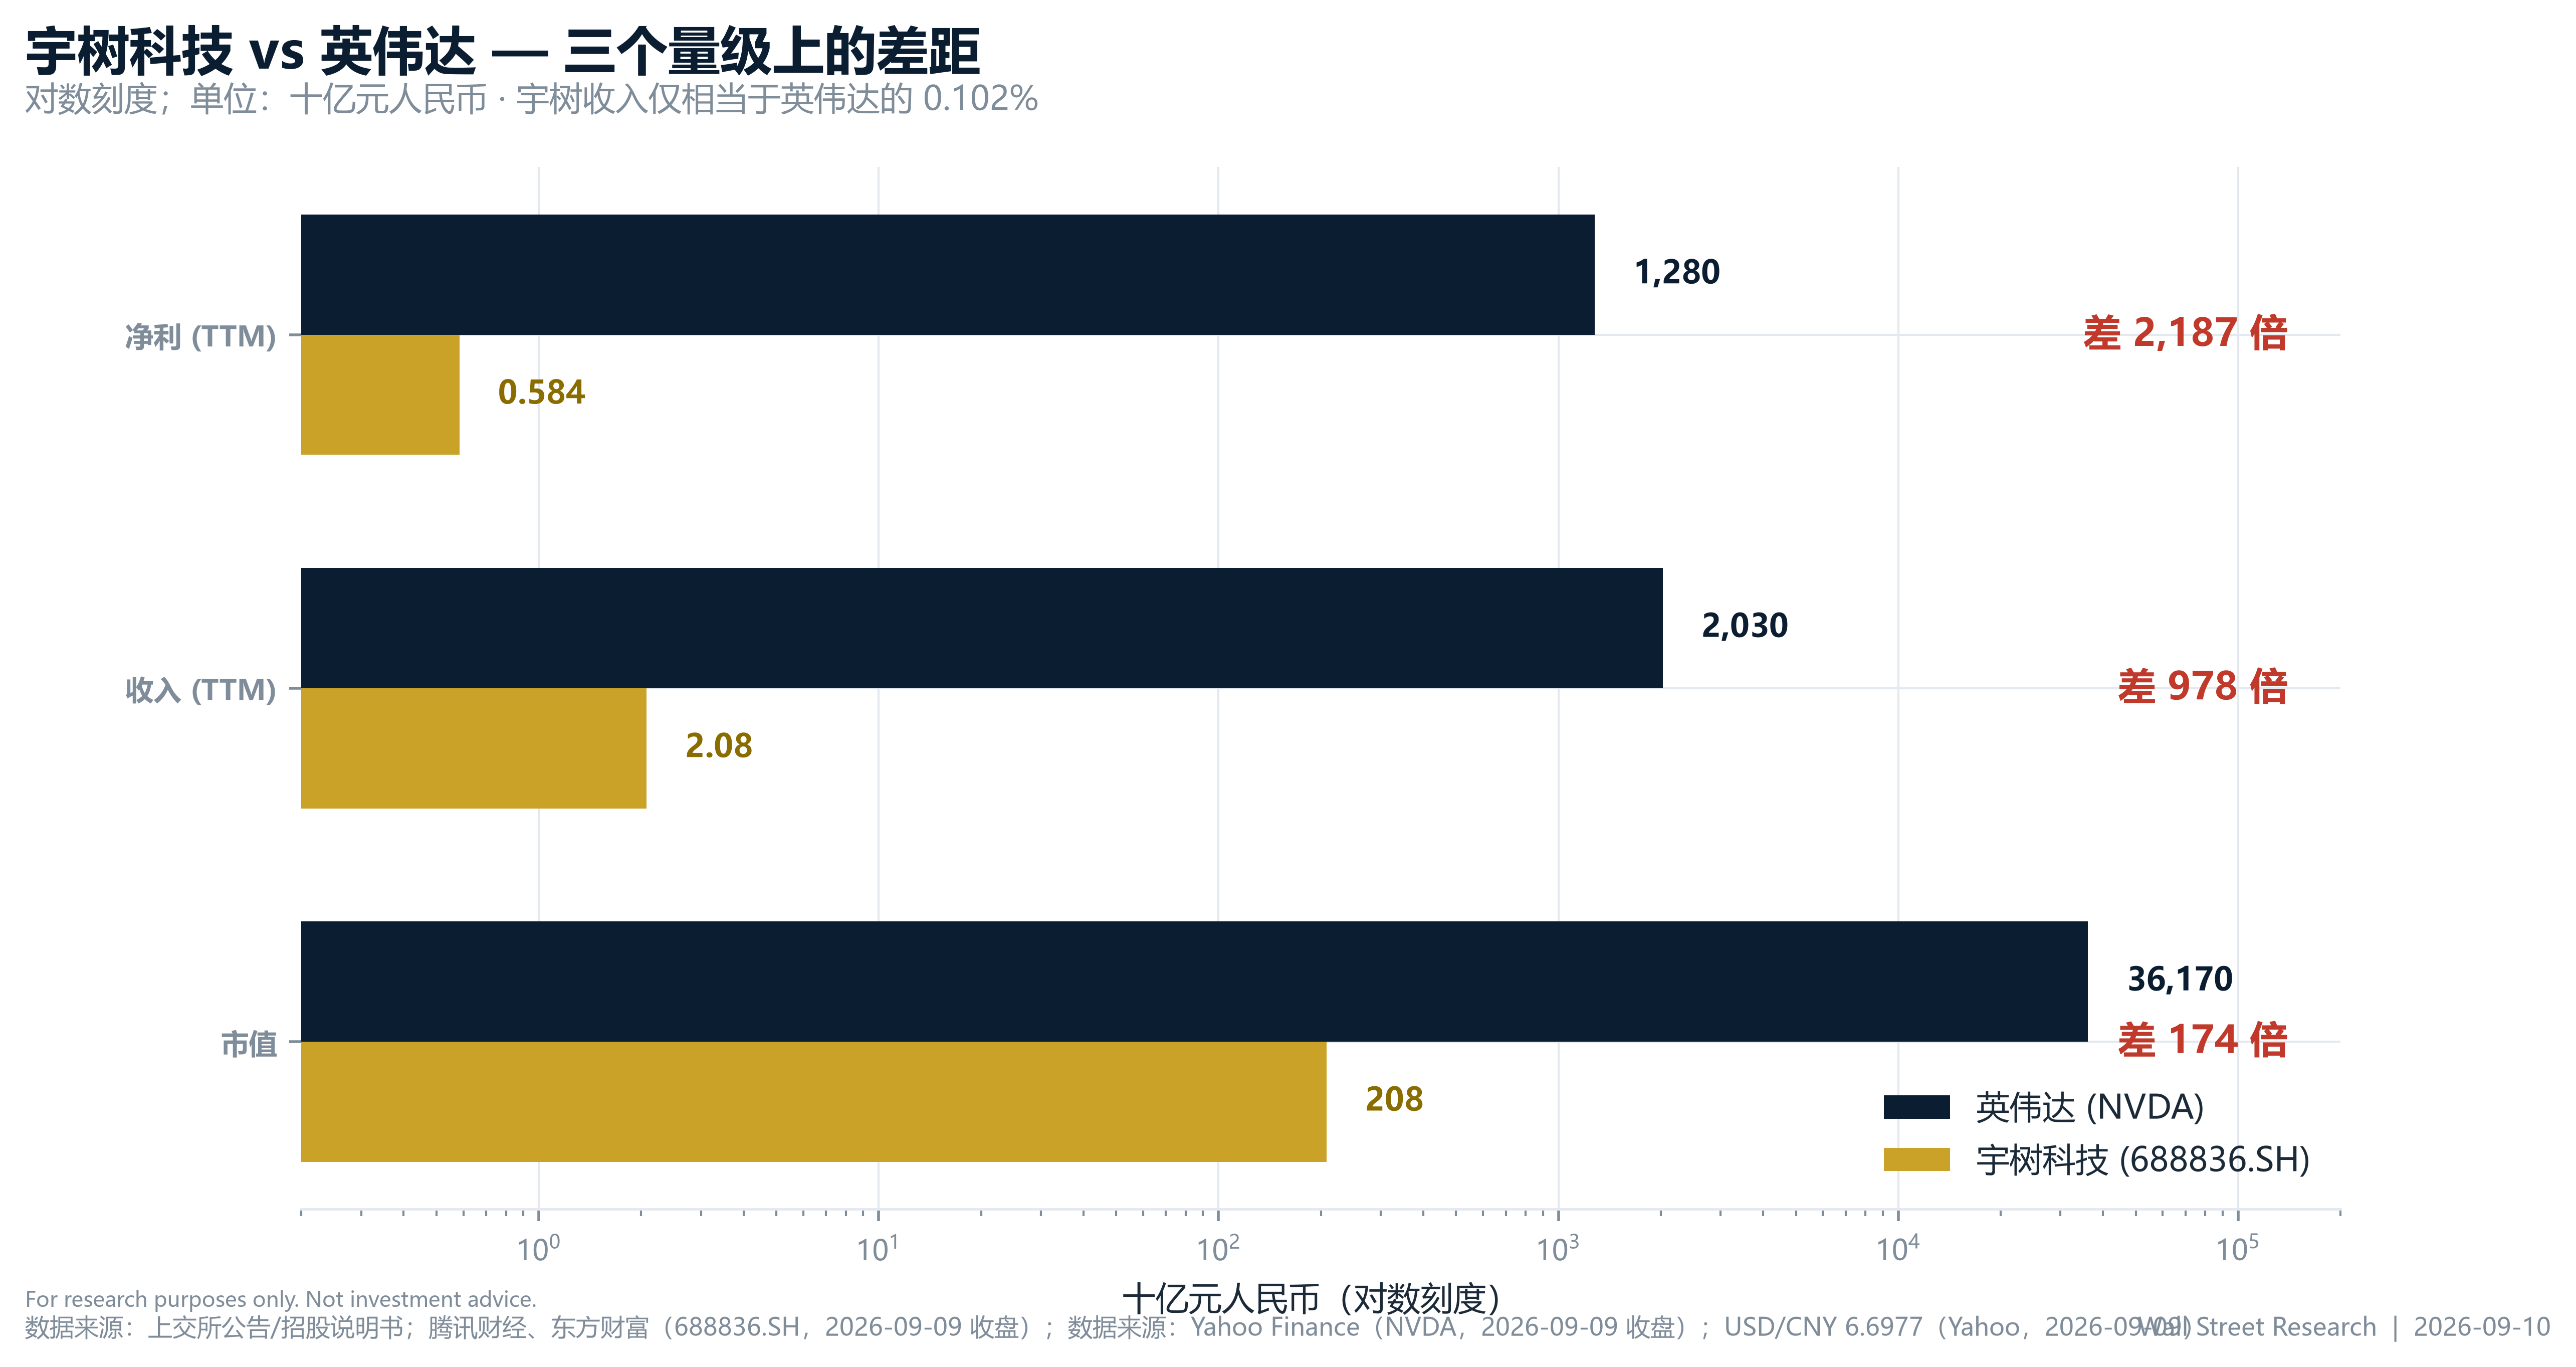 宇树科技 vs 英伟达 — 三个量级上的差距
对数刻度；单位：十亿元人民币 · 宇树收入仅相当于英伟达的 0.102%
净利 (TTM)
1,280
0.584
差 2,187 倍
收入 (TTM)
2,030
2.08
差 978 倍
市值
36,170
208
差 174 倍
英伟达 (NVDA)
宇树科技 (688836.SH)
10⁰ 10¹ 10² 10³ 10⁴ 10⁵
十亿元人民币（对数刻度）
For research purposes only. Not investment advice.
数据来源：上交所公告/招股说明书；腾讯财经、东方财富（688836.SH，2026-09-09 收盘）；数据来源：Yahoo Finance（NVDA，2026-09-09 收盘）；USD/CNY 6.6977（Yahoo，2026-09-09）
Wall Street Research | 2026-09-10